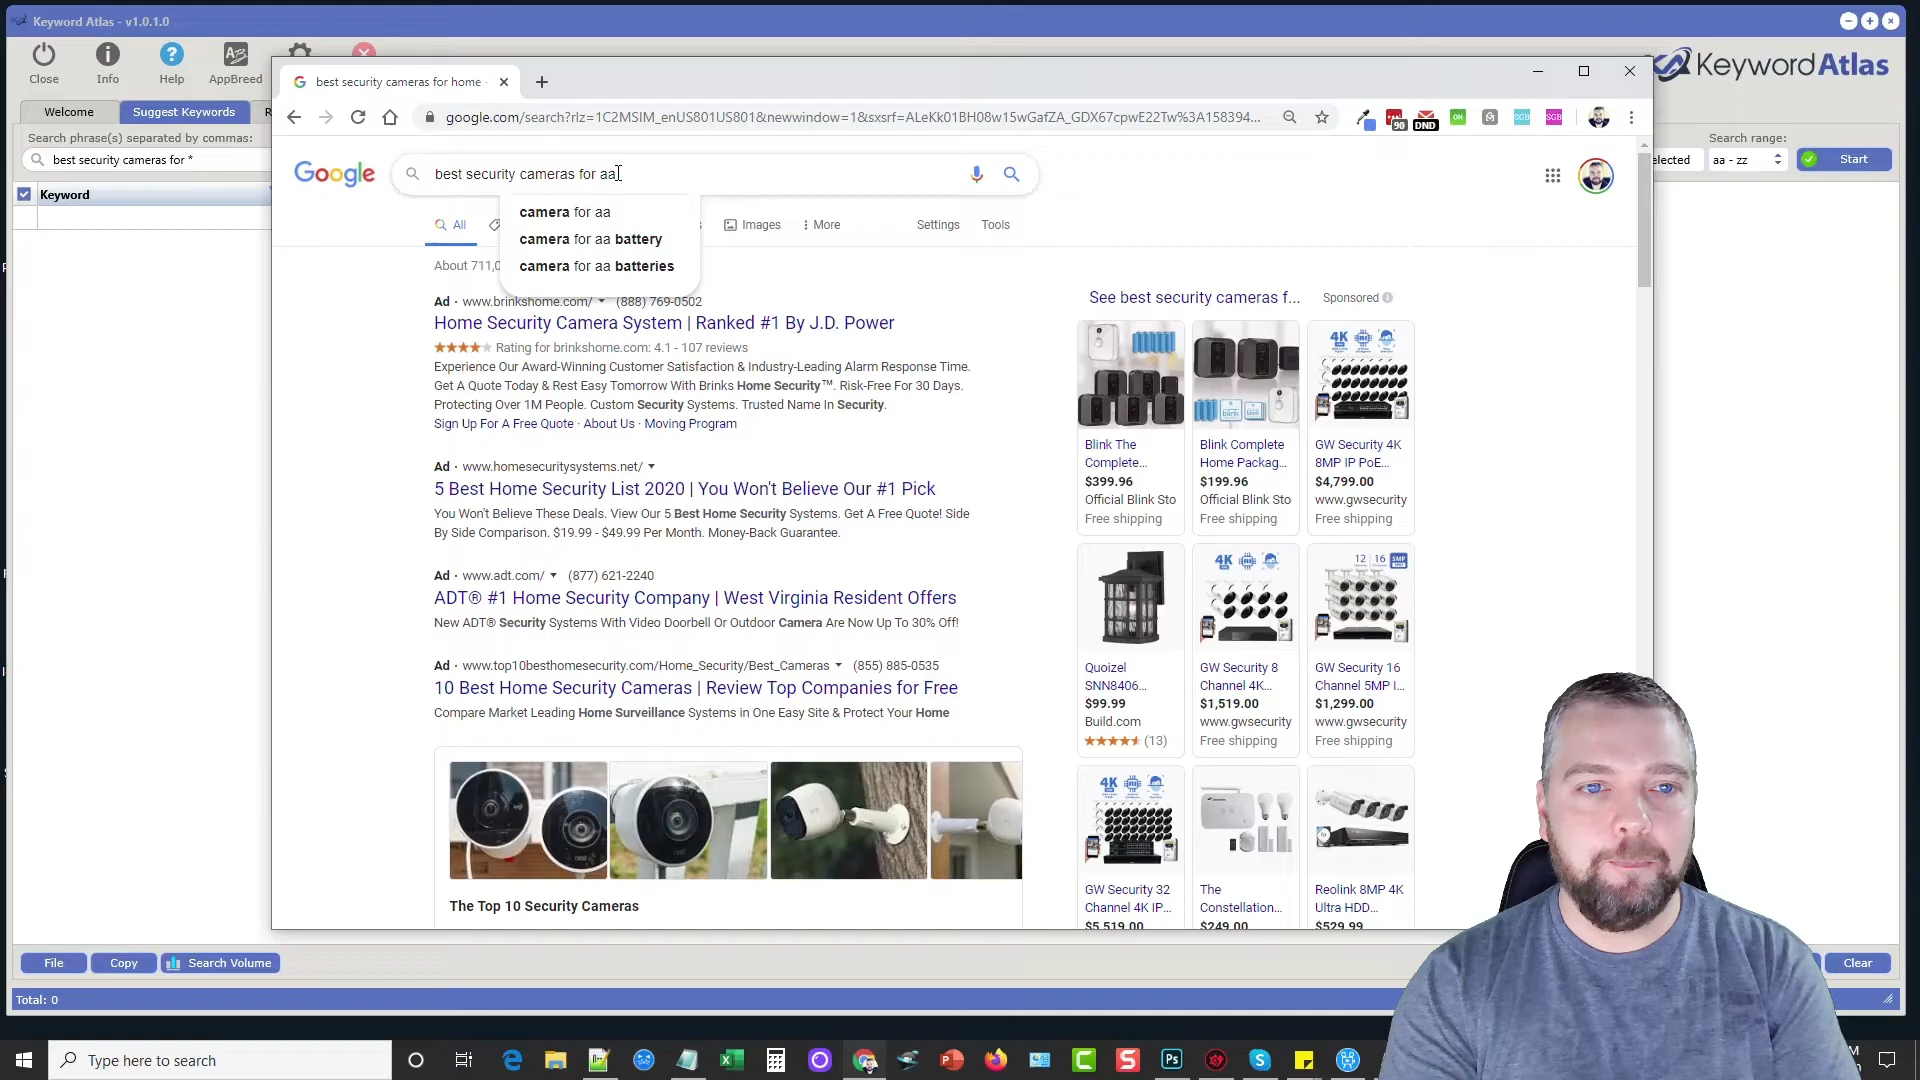 Keyword Atlas - v1.0.1.0
Close
Info
Help
AppBreed
KeywordAtlas
Welcome
Suggest Keywords
Search phrase(s) separated by commas:
best security cameras for *
Search range:
elected
aa - zz
Start
Keyword
best security cameras for home
google.com/search?rlz=1C2MSIM_enUS801US801&newwindow=1&sxsrf=ALeKk01BH08w15wGafZA_GDX67cpwE22Tw%3A158394...
90
DND
ON
SGB
SGB
Google
best security cameras for aa
camera for aa
camera for aa battery
camera for aa batteries
All
Images
More
Settings
Tools
About 711,0
Ad · www.brinkshome.com/ (888) 769-0502
Home Security Camera System | Ranked #1 By J.D. Power
Rating for brinkshome.com: 4.1 - 107 reviews
Experience Our Award-Winning Customer Satisfaction & Industry-Leading Alarm Response Time.
Get A Quote Today & Rest Easy Tomorrow With Brinks Home Security™. Risk-Free For 30 Days.
Protecting Over 1M People. Custom Security Systems. Trusted Name In Security.
Sign Up For A Free Quote · About Us · Moving Program
Ad · www.homesecuritysystems.net/
5 Best Home Security List 2020 | You Won't Believe Our #1 Pick
You Won't Believe These Deals. View Our 5 Best Home Security Systems. Get A Free Quote! Side
By Side Comparison. $19.99 - $49.99 Per Month. Money-Back Guarantee.
Ad · www.adt.com/ (877) 621-2240
ADT® #1 Home Security Company | West Virginia Resident Offers
New ADT® Security Systems With Video Doorbell Or Outdoor Camera Are Now Up To 30% Off!
Ad · www.top10besthomesecurity.com/Home_Security/Best_Cameras (855) 885-0535
10 Best Home Security Cameras | Review Top Companies for Free
Compare Market Leading Home Surveillance Systems in One Easy Site & Protect Your Home
The Top 10 Security Cameras
See best security cameras f...
Sponsored
Blink The
Complete...
$399.96
Official Blink Sto
Free shipping
Blink Complete
Home Packag...
$199.96
Official Blink Sto
Free shipping
4K
GW Security 4K
8MP IP PoE...
$4,799.00
www.gwsecurity
Free shipping
Quoizel
SNN8406...
$99.99
Build.com
(13)
4K
GW Security 8
Channel 4K...
$1,519.00
www.gwsecurity
Free shipping
12 16 5MP
GW Security 16
Channel 5MP I...
$1,299.00
www.gwsecurity
Free shipping
4K
GW Security 32
Channel 4K IP...
$5,519.00
The
Constellation...
$249.00
Reolink 8MP 4K
Ultra HDD...
$529.99
File
Copy
Search Volume
Clear
Total: 0
Type here to search